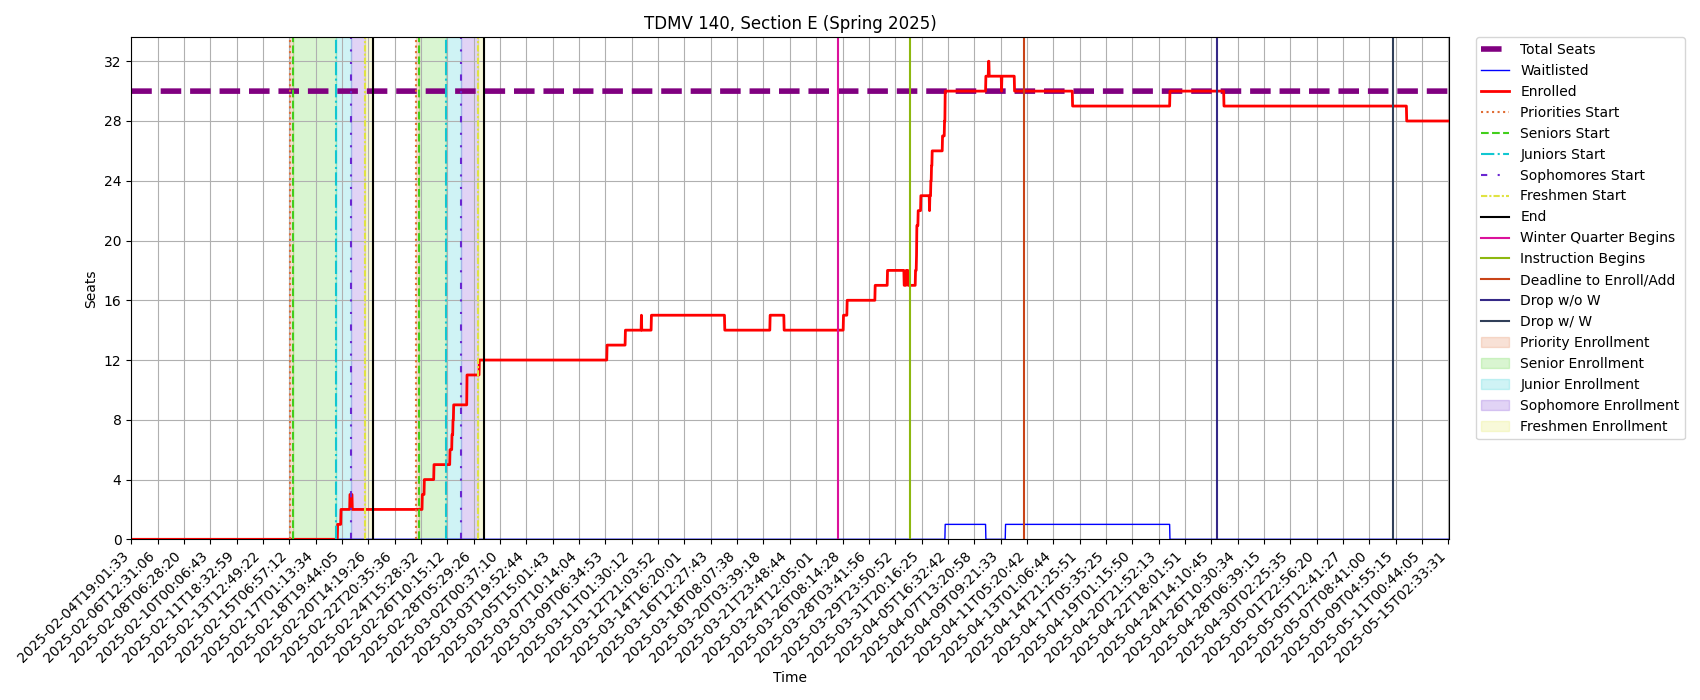 TDMV 140, Section E (Spring 2025)
Seats
32
28
24
20
16
12
8
4
0
2025-02-04T19:01:33
2025-02-06T12:31:06
2025-02-08T06:28:20
2025-02-10T00:06:43
2025-02-11T18:32:59
2025-02-13T12:49:22
2025-02-15T06:57:12
2025-02-17T01:13:34
2025-02-18T19:44:05
2025-02-20T14:19:26
2025-02-22T20:35:36
2025-02-24T15:28:32
2025-02-26T10:15:12
2025-02-28T05:29:26
2025-03-02T00:37:10
2025-03-03T19:52:44
2025-03-05T15:01:43
2025-03-07T10:14:04
2025-03-09T06:34:53
2025-03-11T01:30:12
2025-03-12T21:03:52
2025-03-14T16:20:01
2025-03-16T12:27:43
2025-03-18T08:07:38
2025-03-20T03:39:18
2025-03-21T23:48:44
2025-03-24T12:05:01
2025-03-26T08:14:28
2025-03-28T03:41:56
2025-03-29T23:50:52
2025-03-31T20:16:25
2025-04-05T16:32:42
2025-04-07T13:20:58
2025-04-09T09:21:33
2025-04-11T05:20:42
2025-04-13T01:06:44
2025-04-14T21:25:51
2025-04-17T05:35:25
2025-04-19T01:15:50
2025-04-20T21:52:13
2025-04-22T18:01:51
2025-04-24T14:10:45
2025-04-26T10:30:34
2025-04-28T06:39:15
2025-04-30T02:25:35
2025-05-01T22:56:20
2025-05-05T12:41:27
2025-05-07T08:41:00
2025-05-09T04:55:15
2025-05-11T00:44:05
2025-05-15T02:33:31
Time
Total Seats
Waitlisted
Enrolled
Priorities Start
Seniors Start
Juniors Start
Sophomores Start
Freshmen Start
End
Winter Quarter Begins
Instruction Begins
Deadline to Enroll/Add
Drop w/o W
Drop w/ W
Priority Enrollment
Senior Enrollment
Junior Enrollment
Sophomore Enrollment
Freshmen Enrollment